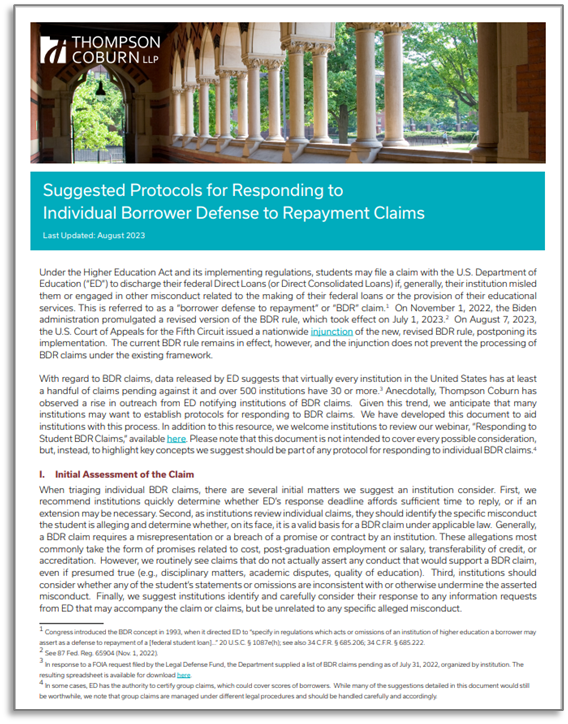 THOMPSON
COBURN LLP
Suggested Protocols for Responding to
Individual Borrower Defense to Repayment Claims
Last Updated: August 2023
Under the Higher Education Act and its implementing regulations, students may file a claim with the U.S. Department of
Education (“ED”) to discharge their federal Direct Loans (or Direct Consolidated Loans) if, generally, their institution misled
them or engaged in other misconduct related to the making of their federal loans or the provision of their educational
services. This is referred to as a “borrower defense to repayment” or “BDR” claim.1 On November 1, 2022, the Biden
administration promulgated a revised version of the BDR rule, which took effect on July 1, 2023.2 On August 7, 2023,
the U.S. Court of Appeals for the Fifth Circuit issued a nationwide injunction of the new, revised BDR rule, postponing its
implementation. The current BDR rule remains in effect, however, and the injunction does not prevent the processing of
BDR claims under the existing framework.
With regard to BDR claims, data released by ED suggests that virtually every institution in the United States has at least
a handful of claims pending against it and over 500 institutions have 30 or more.3 Anecdotally, Thompson Coburn has
observed a rise in outreach from ED notifying institutions of BDR claims. Given this trend, we anticipate that many
institutions may want to establish protocols for responding to BDR claims. We have developed this document to aid
institutions with this process. In addition to this resource, we welcome institutions to review our webinar, “Responding to
Student BDR Claims,” available here. Please note that this document is not intended to cover every possible consideration,
but, instead, to highlight key concepts we suggest should be part of any protocol for responding to individual BDR claims.4
I. Initial Assessment of the Claim
When triaging individual BDR claims, there are several initial matters we suggest an institution consider. First, we
recommend institutions quickly determine whether ED’s response deadline affords sufficient time to reply, or if an
extension may be necessary. Second, as institutions review individual claims, they should identify the specific misconduct
the student is alleging and determine whether, on its face, it is a valid basis for a BDR claim under applicable law. Generally,
a BDR claim requires a misrepresentation or a breach of a promise or contract by an institution. These allegations
most commonly take the form of promises related to cost, post-graduation employment or salary, transferability of credit, or
accreditation. However, we routinely see claims that do not actually assert any conduct that would support a BDR claim,
even if presumed true (e.g., disciplinary matters, academic disputes, quality of education). Third, institutions should
consider whether any of the student’s statements or omissions are inconsistent with or otherwise undermine the asserted
misconduct. Finally, we suggest institutions identify and carefully consider their response to any information requests
from ED that may accompany the claim or claims, but be unrelated to any specific alleged misconduct.
1 Congress introduced the BDR concept in 1993, when it directed ED to “specify in regulations which acts or omissions of an institution of higher education a borrower may
assert as a defense to repayment of a [federal student loan]...” 20 U.S.C. § 1087e(h); see also 34 C.F.R. § 685.206; 34 C.F.R. § 685.222.
2 See 87 Fed. Reg. 65904 (Nov. 1, 2022).
3 In response to a FOIA request filed by the Legal Defense Fund, the Department supplied a list of BDR claims pending as of July 31, 2022, organized by institution. The
resulting spreadsheet is available for download here.
4 In some cases, ED has the authority to certify group claims, which could cover scores of borrowers. While many of the suggestions detailed in this document would still
be worthwhile, we note that group claims are managed under different legal procedures and should be handled carefully and accordingly.